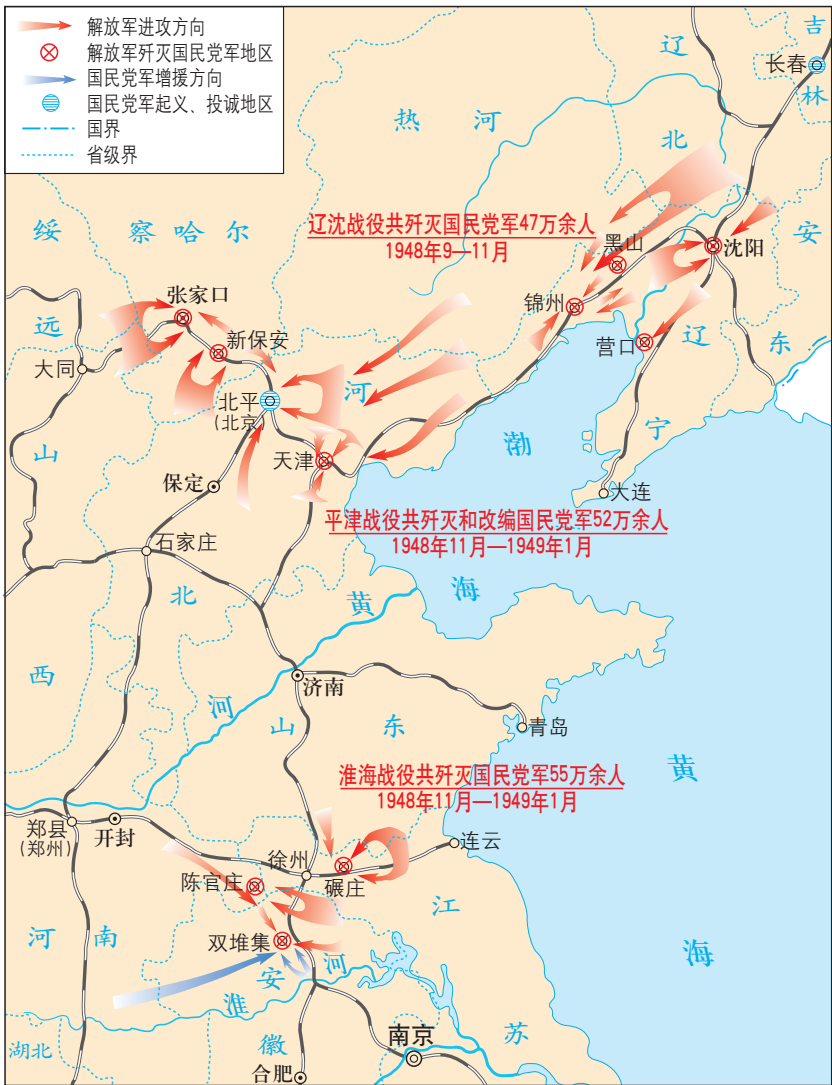 解放军进攻方向
解放军歼灭国民党军地区
国民党军增援方向
国民党军起义、投诚地区
国界
省级界
吉
林
长春
辽
北
热 河
安
东
绥
远
察 哈 尔
辽沈战役共歼灭国民党军47万余人
1948年9—11月
黑山
沈阳
锦州
营口
辽
宁
张家口
新保安
大同
北平
(北京)
河
北
天津
渤
海
大连
保定
山
西
平津战役共歼灭和改编国民党军52万余人
1948年11月—1949年1月
石家庄
黄
河
济南
山 东
青岛
黄
海
淮海战役共歼灭国民党军55万余人
1948年11月—1949年1月
郑县
(郑州)
开封
徐州
连云
碾庄
陈官庄
双堆集
河 南
江
苏
安
徽
淮
河
湖北
南京
合肥